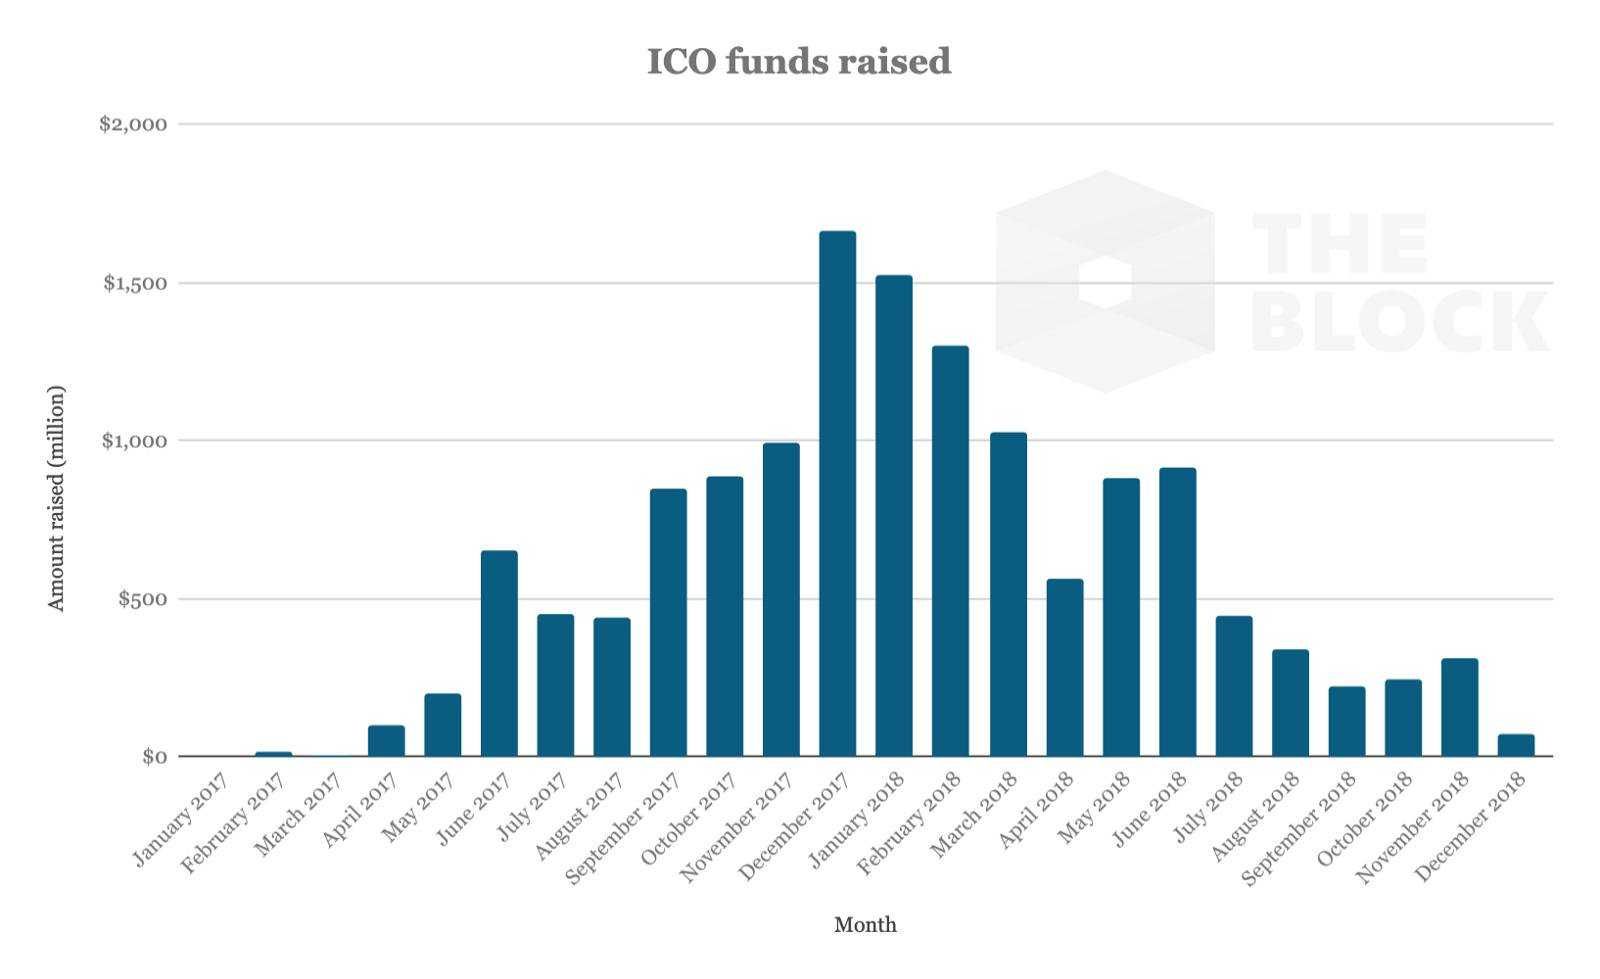 ICO funds raised
$2,000
$1,500
$1,000
$500
$0
Amount raised (million)
THE
BLOCK
January 2017
February 2017
March 2017
April 2017
May 2017
June 2017
July 2017
August 2017
September 2017
October 2017
November 2017
December 2017
January 2018
February 2018
March 2018
April 2018
May 2018
June 2018
July 2018
August 2018
September 2018
October 2018
November 2018
December 2018
Month